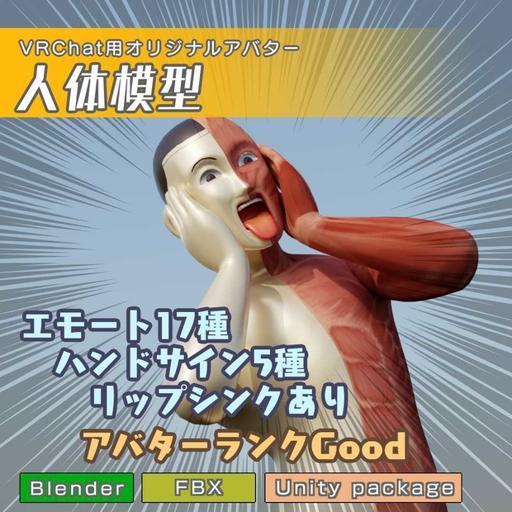 VRChat用オリジナルアバター
人体模型
エモート17種
ハンドサイン5種
リップシンクあり
アバターランクGood
Blender
FBX
Unity package